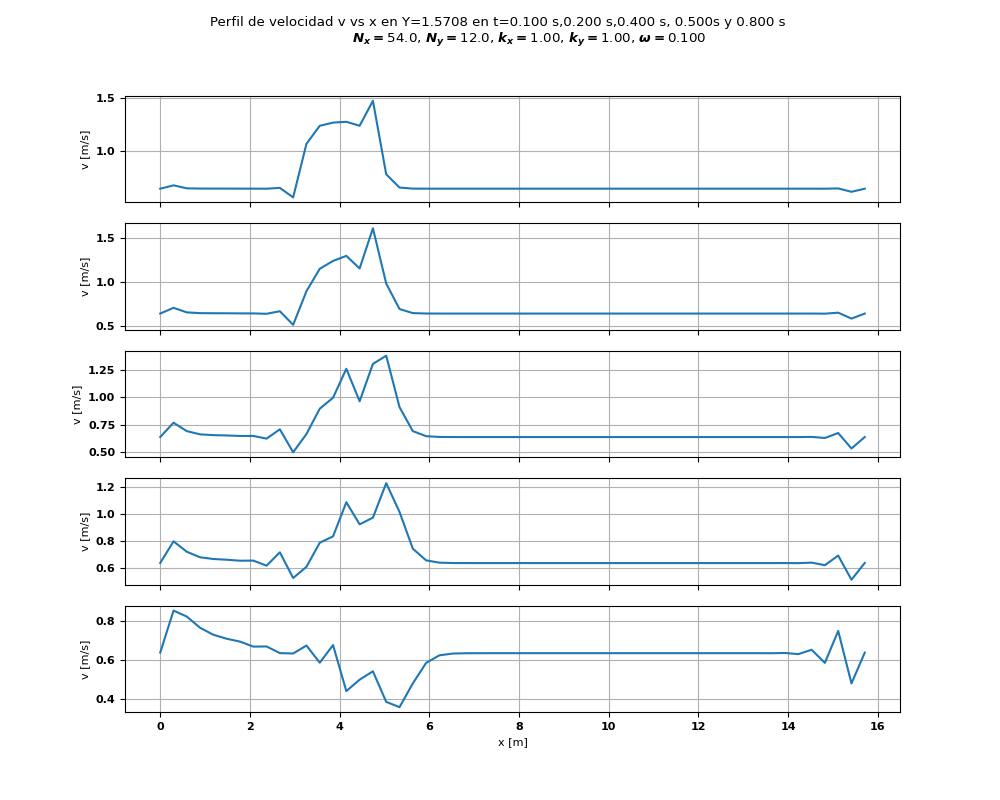 Perfil de velocidad v vs x en Y=1.5708 en t=0.100 s,0.200 s,0.400 s, 0.500s y 0.800 s
N_x = 54.0, N_y = 12.0, k_x = 1.00, k_y = 1.00, ω = 0.100
1.5
1.0
v [m/s]
1.5
1.0
0.5
v [m/s]
1.25
1.00
0.75
0.50
v [m/s]
1.2
1.0
0.8
0.6
v [m/s]
0.8
0.6
0.4
v [m/s]
0 2 4 6 8 10 12 14 16
x [m]